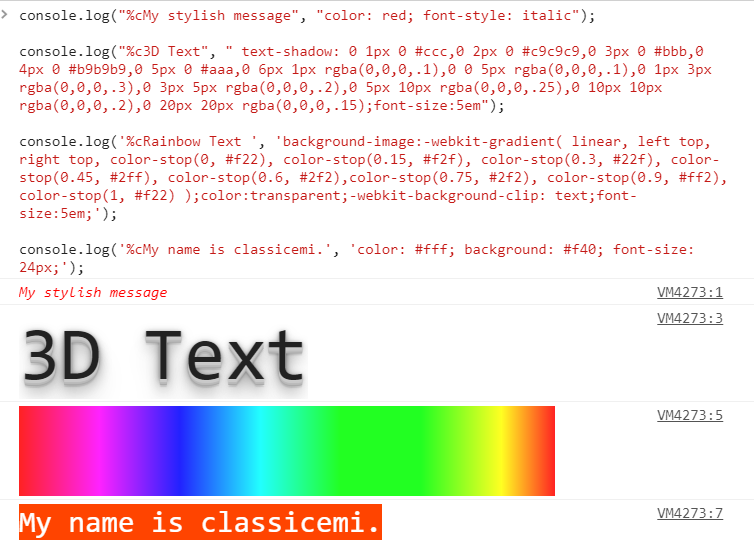 > console.log("%cMy stylish message", "color: red; font-style: italic");
console.log("%c3D Text", " text-shadow: 0 1px 0 #ccc,0 2px 0 #c9c9c9,0 3px 0 #bbb,0
4px 0 #b9b9b9,0 5px 0 #aaa,0 6px 1px rgba(0,0,0,.1),0 0 5px rgba(0,0,0,.1),0 1px 3px
rgba(0,0,0,.3),0 3px 5px rgba(0,0,0,.2),0 5px 10px rgba(0,0,0,.25),0 10px 10px
rgba(0,0,0,.2),0 20px 20px rgba(0,0,0,.15);font-size:5em");
console.log('%cRainbow Text ', 'background-image:-webkit-gradient( linear, left top,
right top, color-stop(0, #f22), color-stop(0.15, #f2f), color-stop(0.3, #22f), color-
stop(0.45, #2ff), color-stop(0.6, #2f2),color-stop(0.75, #2f2), color-stop(0.9, #ff2),
color-stop(1, #f22) );color:transparent;-webkit-background-clip: text;font-
size:5em;');
console.log('%cMy name is classicemi.', 'color: #fff; background: #f40; font-size:
24px;');
My stylish message VM4273:1
3D Text VM4273:3
VM4273:5
My name is classicemi. VM4273:7